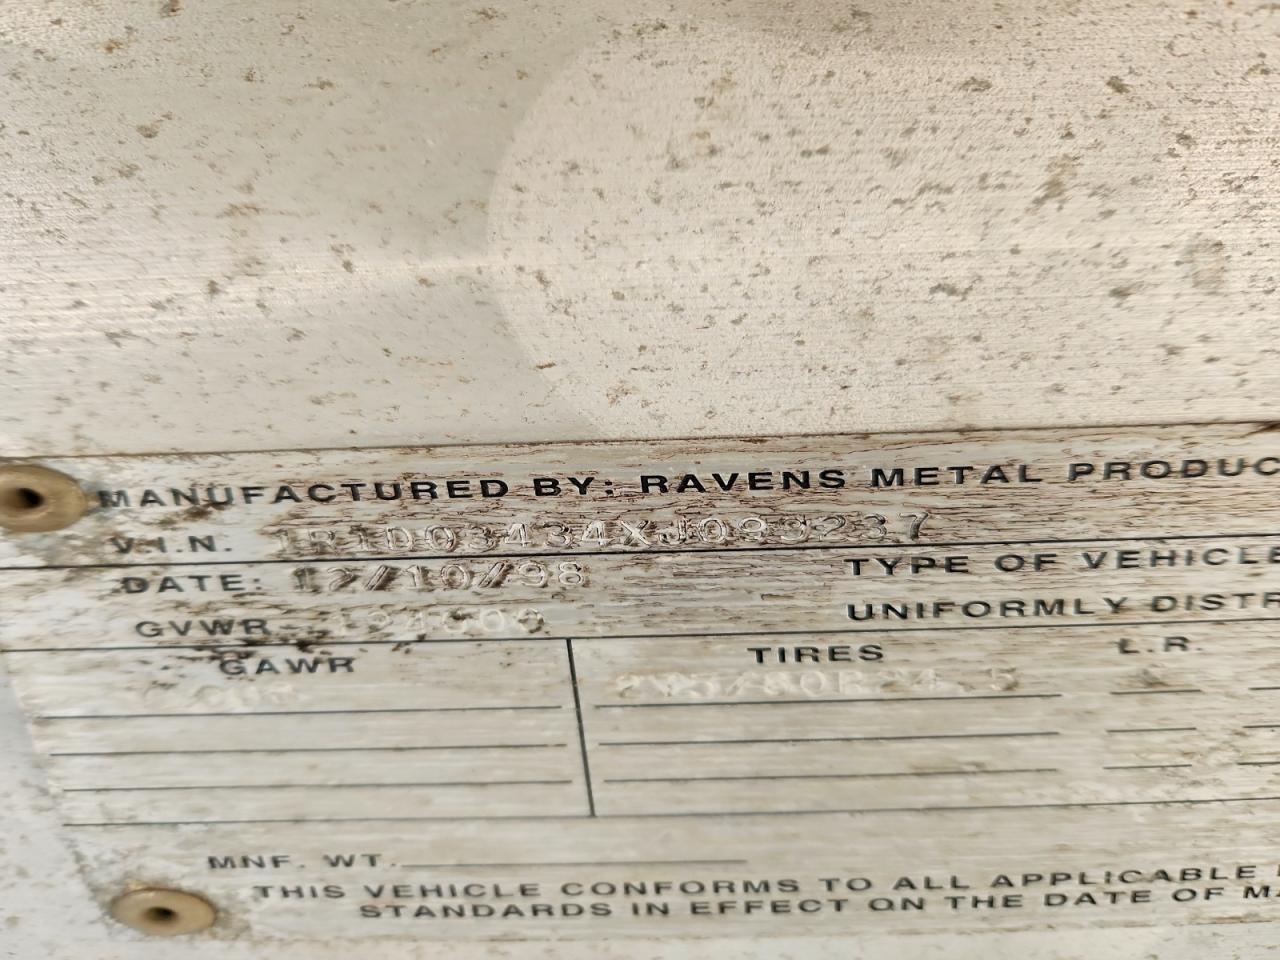 MANUFACTURED BY: RAVENS METAL PRODUC
V.I.N. 1R1D03434XJ099237
DATE: 12/10/98
TYPE OF VEHICLE
GVWR
UNIFORMLY DISTR
GAWR
TIRES
L.R.
MNF. WT.
THIS VEHICLE CONFORMS TO ALL APPLICABLE
STANDARDS IN EFFECT ON THE DATE OF MA